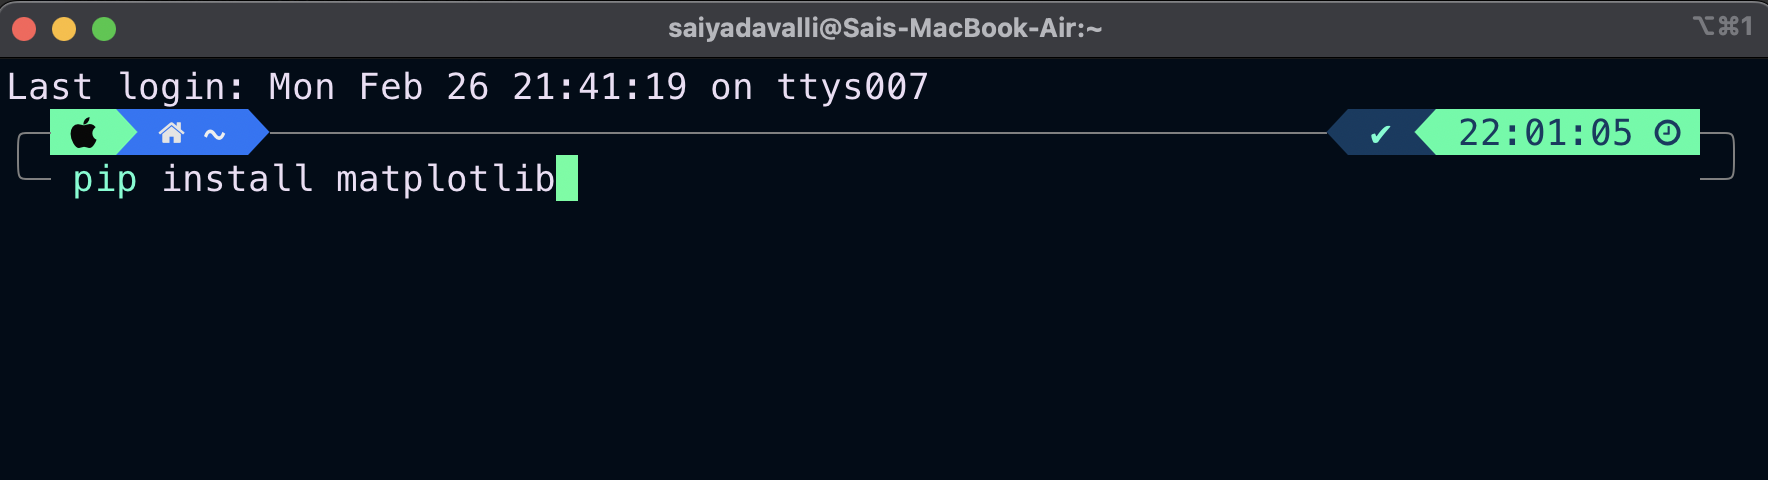 saiyadavalli@Sais-MacBook-Air:~ ⌥⌘1
Last login: Mon Feb 26 21:41:19 on ttys007
~ ✔ 22:01:05
pip install matplotlib